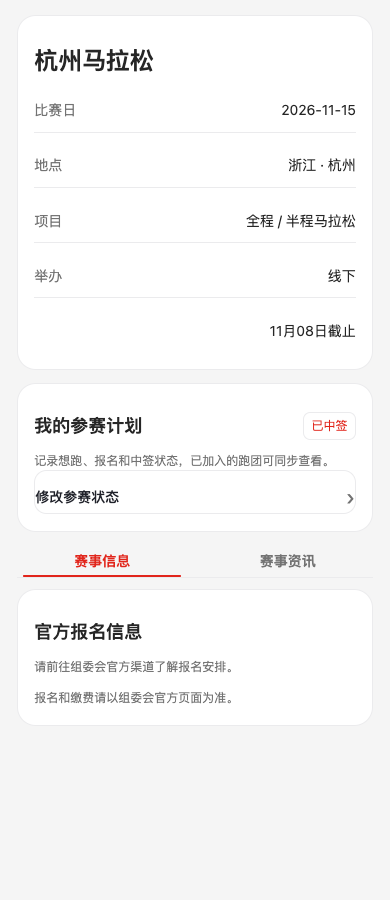 杭州马拉松
比赛日 2026-11-15
地点 浙江 · 杭州
项目 全程 / 半程马拉松
举办 线下
11月08日截止
我的参赛计划 已中签
记录想跑、报名和中签状态，已加入的跑团可同步查看。
修改参赛状态 ›
赛事信息 赛事资讯
官方报名信息
请前往组委会官方渠道了解报名安排。
报名和缴费请以组委会官方页面为准。